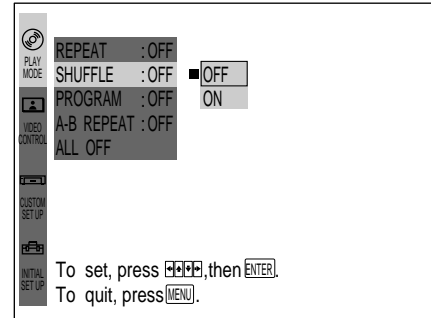 PLAY
MODE
REPEAT :OFF
SHUFFLE :OFF
OFF
PROGRAM :OFF
ON
A-B REPEAT :OFF
ALL OFF
VIDEO
CONTROL
CUSTOM
SET UP
INITIAL
SET UP
To set, press ,then ENTER.
To quit, press MENU.